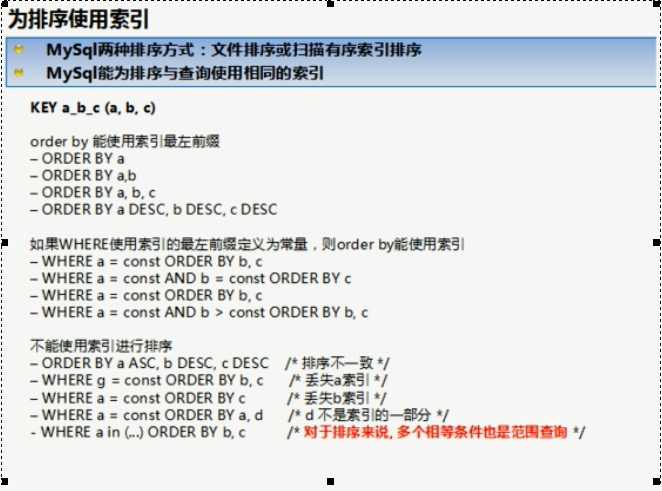 为排序使用索引
MySql两种排序方式：文件排序或扫描有序索引排序
MySql能为排序与查询使用相同的索引
KEY a_b_c (a, b, c)
order by 能使用索引最左前缀
– ORDER BY a
– ORDER BY a,b
– ORDER BY a, b, c
– ORDER BY a DESC, b DESC, c DESC
如果WHERE使用索引的最左前缀定义为常量，则order by能使用索引
– WHERE a = const ORDER BY b, c
– WHERE a = const AND b = const ORDER BY c
– WHERE a = const ORDER BY b, c
– WHERE a = const AND b > const ORDER BY b, c
不能使用索引进行排序
– ORDER BY a ASC, b DESC, c DESC /* 排序不一致 */
– WHERE g = const ORDER BY b, c /* 丢失a索引 */
– WHERE a = const ORDER BY c /* 丢失b索引 */
– WHERE a = const ORDER BY a, d /* d 不是索引的一部分 */
- WHERE a in (...) ORDER BY b, c /* 对于排序来说, 多个相等条件也是范围查询 */